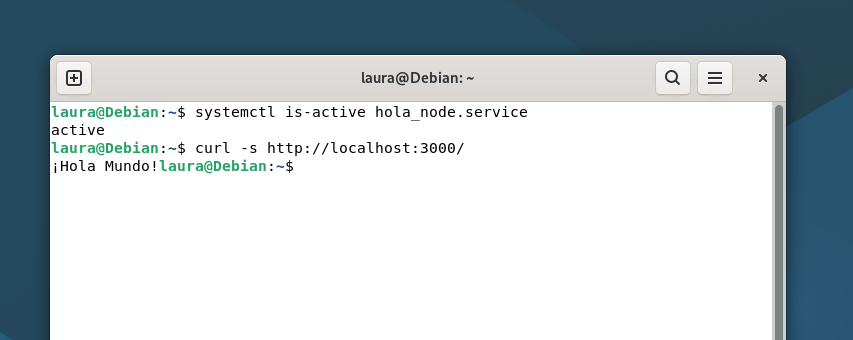 laura@Debian: ~
laura@Debian:~$ systemctl is-active hola_node.service
active
laura@Debian:~$ curl -s http://localhost:3000/
¡Hola Mundo!laura@Debian:~$